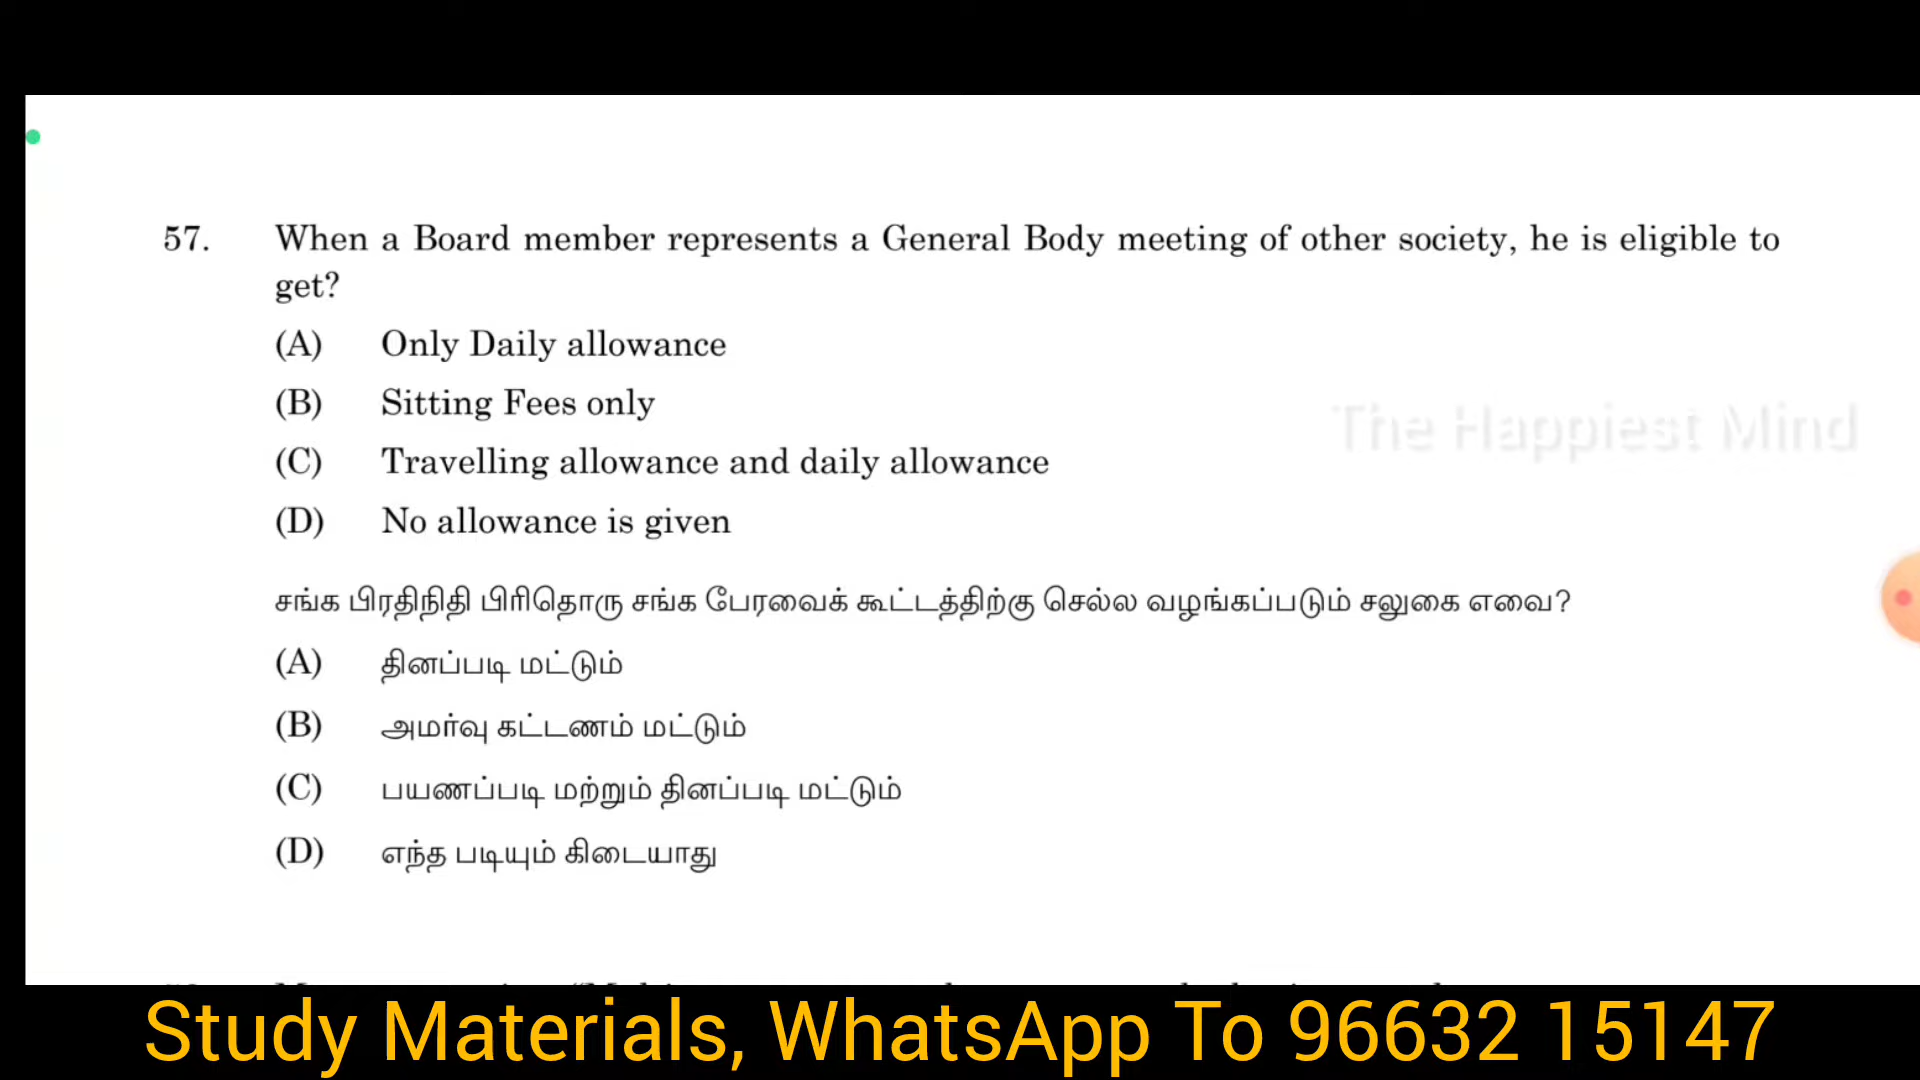 57. When a Board member represents a General Body meeting of other society, he is eligible to
get?
(A) Only Daily allowance
(B) Sitting Fees only
The Happiest Mind
(C) Travelling allowance and daily allowance
(D) No allowance is given
சங்க பிரதிநிதி பிரிதொரு சங்க பேரவைக் கூட்டத்திற்கு செல்ல வழங்கப்படும் சலுகை எவை?
(A) தினப்படி மட்டும்
(B) அமர்வு கட்டணம் மட்டும்
(C) பயணப்படி மற்றும் தினப்படி மட்டும்
(D) எந்த படியும் கிடையாது
Study Materials, WhatsApp To 96632 15147